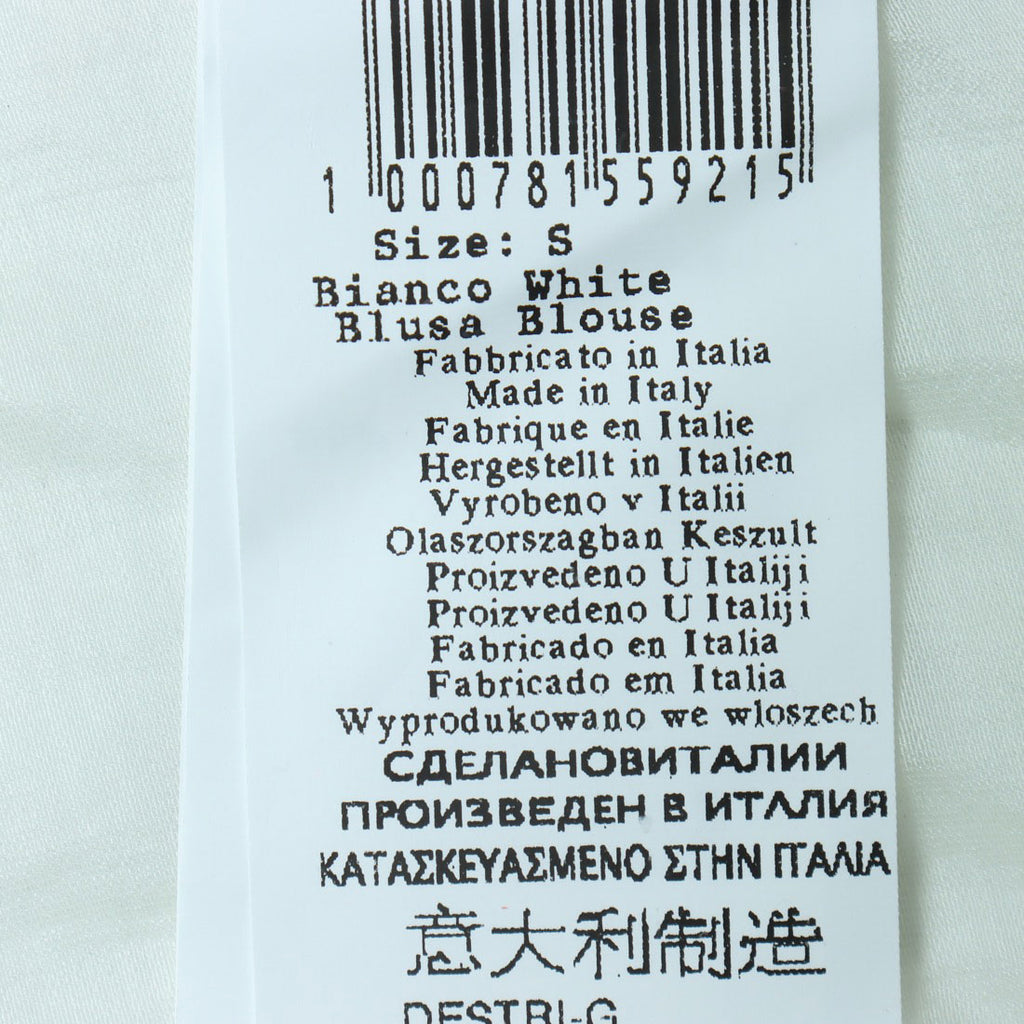 1 000781 559215
Size: S
Bianco White
Blusa Blouse
Fabbricato in Italia
Made in Italy
Fabrique en Italie
Hergestellt in Italien
Vyrobeno v Italii
Olaszorszagban Keszult
Proizvedeno U Italiji
Proizvedeno U Italiji
Fabricado en Italia
Fabricado em Italia
Wyprodukowano we wloszech
СДЕЛАНОВИТАЛИИ
ПРОИЗВЕДЕН В ИТАЛИЯ
ΚΑΤΑΣΚΕΥΑΣΜΕΝΟ ΣΤΗΝ ΙΤΑΛΙΑ
意大利制造
DESTRI-G